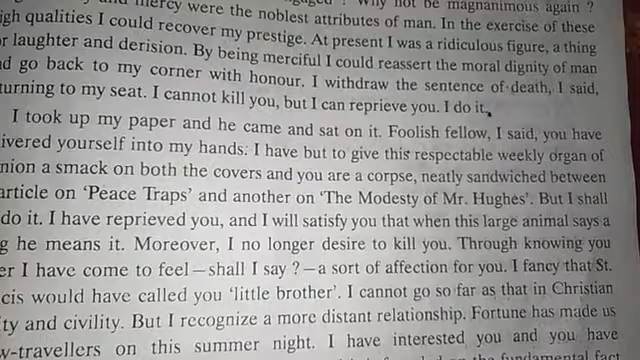 mercy were the noblest attributes of man. In the exercise of these
igh qualities I could recover my prestige. At present I was a ridiculous figure, a thing
r laughter and derision. By being merciful I could reassert the moral dignity of man
d go back to my corner with honour. I withdraw the sentence of death, I said,
turning to my seat. I cannot kill you, but I can reprieve you. I do it.
I took up my paper and he came and sat on it. Foolish fellow, I said, you have
ivered yourself into my hands. I have but to give this respectable weekly organ of
nion a smack on both the covers and you are a corpse, neatly sandwiched between
article on 'Peace Traps' and another on 'The Modesty of Mr. Hughes'. But I shall
do it. I have reprieved you, and I will satisfy you that when this large animal says a
g he means it. Moreover, I no longer desire to kill you. Through knowing you
er I have come to feel—shall I say ?—a sort of affection for you. I fancy that St.
cis would have called you 'little brother'. I cannot go so far as that in Christian
ty and civility. But I recognize a more distant relationship. Fortune has made us
w-travellers on this summer night. I have interested you and you have
the fundamental fact